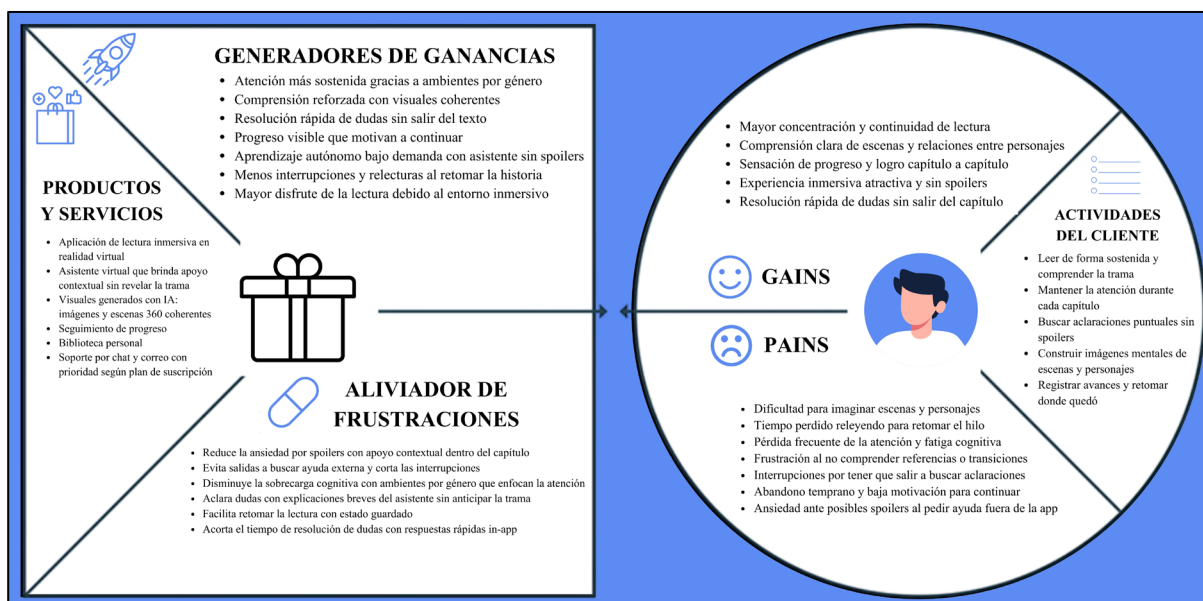 GENERADORES DE GANANCIAS
Atención más sostenida gracias a ambientes por género
Comprensión reforzada con visuales coherentes
Resolución rápida de dudas sin salir del texto
Progreso visible que motivan a continuar
Aprendizaje autónomo bajo demanda con asistente sin spoilers
Menos interrupciones y relecturas al retomar la historia
Mayor disfrute de la lectura debido al entorno inmersivo
PRODUCTOS
Y SERVICIOS
Aplicación de lectura inmersiva en
realidad virtual
Asistente virtual que brinda apoyo
contextual sin revelar la trama
Visuales generados con IA:
imágenes y escenas 360 coherentes
Seguimiento de progreso
Biblioteca personal
Soporte por chat y correo con
prioridad según plan de suscripción
ALIVIADOR DE
FRUSTRACIONES
Reduce la ansiedad por spoilers con apoyo contextual dentro del capítulo
Evita salidas a buscar ayuda externa y corta las interrupciones
Disminuye la sobrecarga cognitiva con ambientes por género que enfocan la atención
Aclara dudas con explicaciones breves del asistente sin anticipar la trama
Facilita retomar la lectura con estado guardado
Acorta el tiempo de resolución de dudas con respuestas rápidas in-app
Mayor concentración y continuidad de lectura
Comprensión clara de escenas y relaciones entre personajes
Sensación de progreso y logro capítulo a capítulo
Experiencia inmersiva atractiva y sin spoilers
Resolución rápida de dudas sin salir del capítulo
GAINS
PAINS
Dificultad para imaginar escenas y personajes
Tiempo perdido releyendo para retomar el hilo
Pérdida frecuente de la atención y fatiga cognitiva
Frustración al no comprender referencias o transiciones
Interrupciones por tener que salir a buscar aclaraciones
Abandono temprano y baja motivación para continuar
Ansiedad ante posibles spoilers al pedir ayuda fuera de la app
ACTIVIDADES
DEL CLIENTE
Leer de forma sostenida y
comprender la trama
Mantener la atención durante
cada capítulo
Buscar aclaraciones puntuales sin
spoilers
Construir imágenes mentales de
escenas y personajes
Registrar avances y retomar
donde quedó